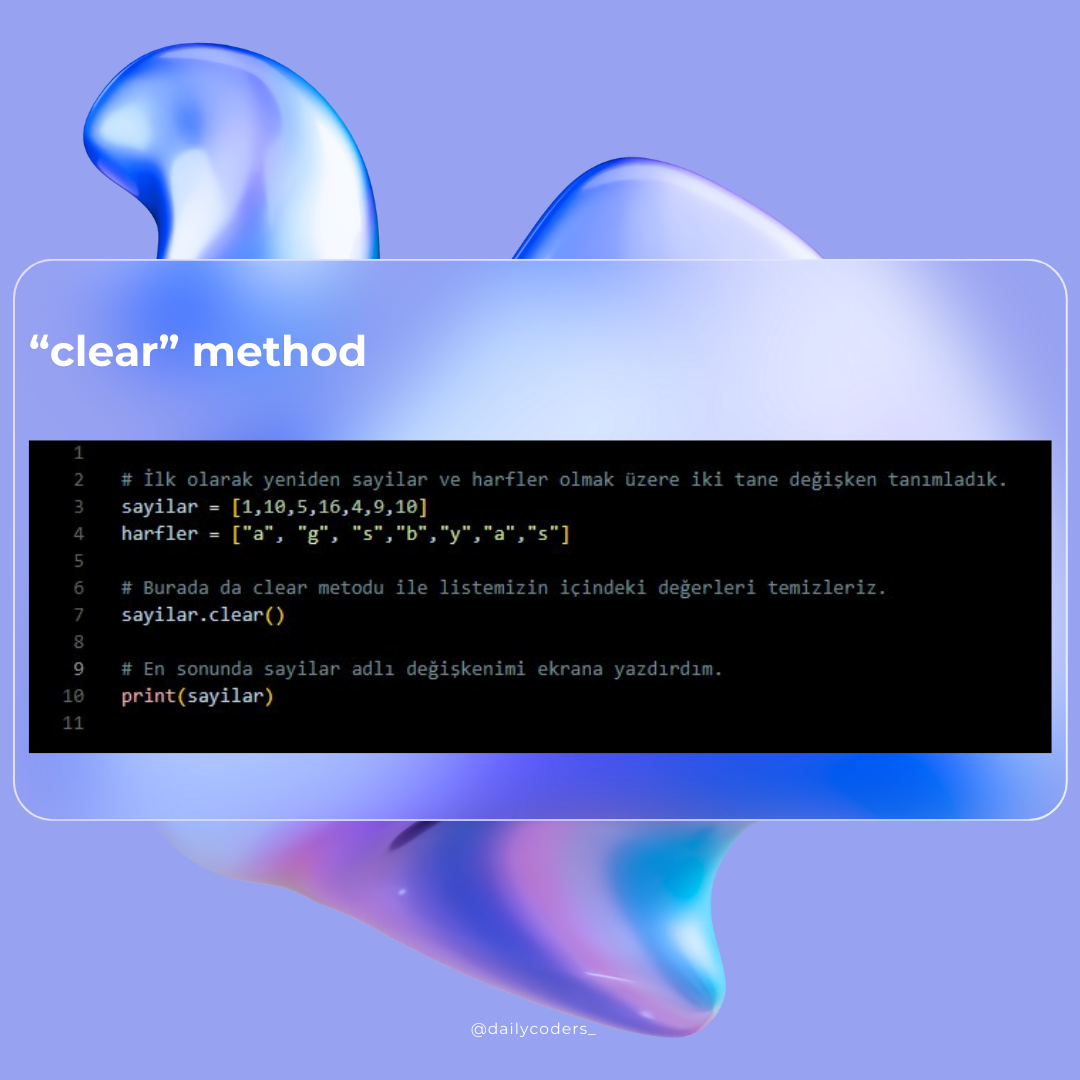 “clear” method
1
2 # İlk olarak yeniden sayilar ve harfler olmak üzere iki tane değişken tanımladık.
3 sayilar = [1,10,5,16,4,9,10]
4 harfler = ["a", "g", "s","b","y","a","s"]
5
6 # Burada da clear metodu ile listemizin içindeki değerleri temizleriz.
7 sayilar.clear()
8
9 # En sonunda sayilar adlı değişkenimi ekrana yazdırdım.
10 print(sayilar)
11
@dailycoders_